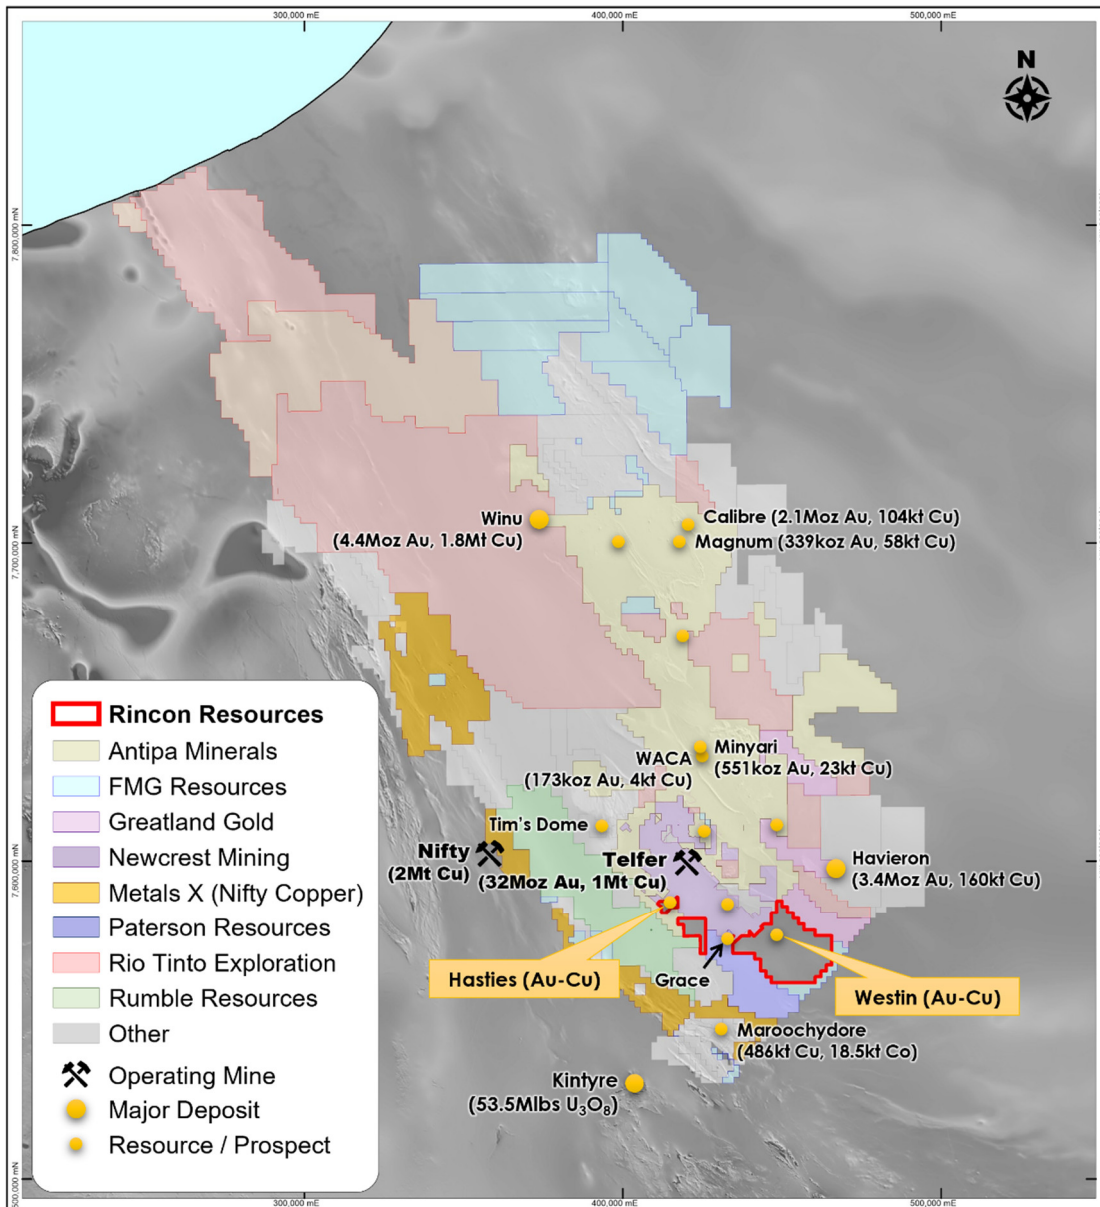 300,000 mE
400,000 mE
500,000 mE
N
7,800,000 mN
Winu
(4.4Moz Au, 1.8Mt Cu)
Calibre (2.1Moz Au, 104kt Cu)
Magnum (339koz Au, 58kt Cu)
7,700,000 mN
Minyari
(551koz Au, 23kt Cu)
WACA
(173koz Au, 4kt Cu)
Tim's Dome
Nifty
(2Mt Cu)
Telfer
(32Moz Au, 1Mt Cu)
Havieron
(3.4Moz Au, 160kt Cu)
7,600,000 mN
Hasties (Au-Cu)
Grace
Westin (Au-Cu)
Maroochydore
(486kt Cu, 18.5kt Co)
Kintyre
(53.5Mlbs U₃O₈)
Rincon Resources
Antipa Minerals
FMG Resources
Greatland Gold
Newcrest Mining
Metals X (Nifty Copper)
Paterson Resources
Rio Tinto Exploration
Rumble Resources
Other
Operating Mine
Major Deposit
Resource / Prospect
300,000 mE
400,000 mE
500,000 mE